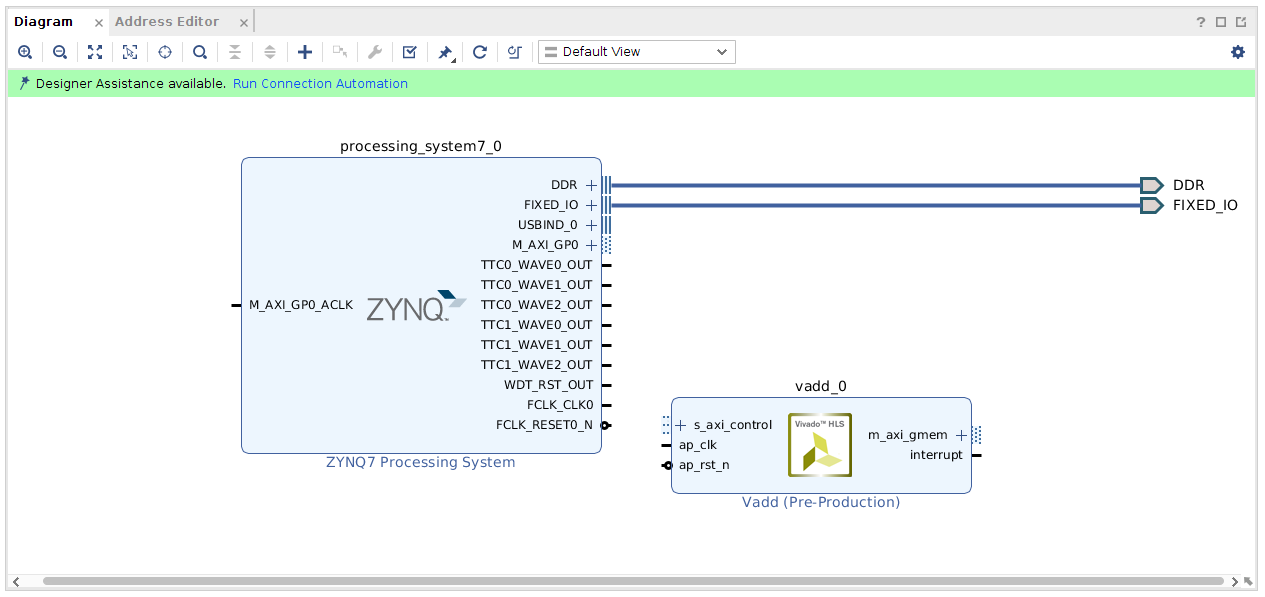 Diagram × Address Editor × ?
Default View
Designer Assistance available. Run Connection Automation
processing_system7_0
DDR
FIXED_IO
USBIND_0
M_AXI_GP0
TTC0_WAVE0_OUT
TTC0_WAVE1_OUT
M_AXI_GP0_ACLK
ZYNQ
TTC0_WAVE2_OUT
TTC1_WAVE0_OUT
TTC1_WAVE1_OUT
TTC1_WAVE2_OUT
WDT_RST_OUT
FCLK_CLK0
FCLK_RESET0_N
ZYNQ7 Processing System
DDR
FIXED_IO
vadd_0
s_axi_control
ap_clk
ap_rst_n
Vivado™ HLS
m_axi_gmem
interrupt
Vadd (Pre-Production)